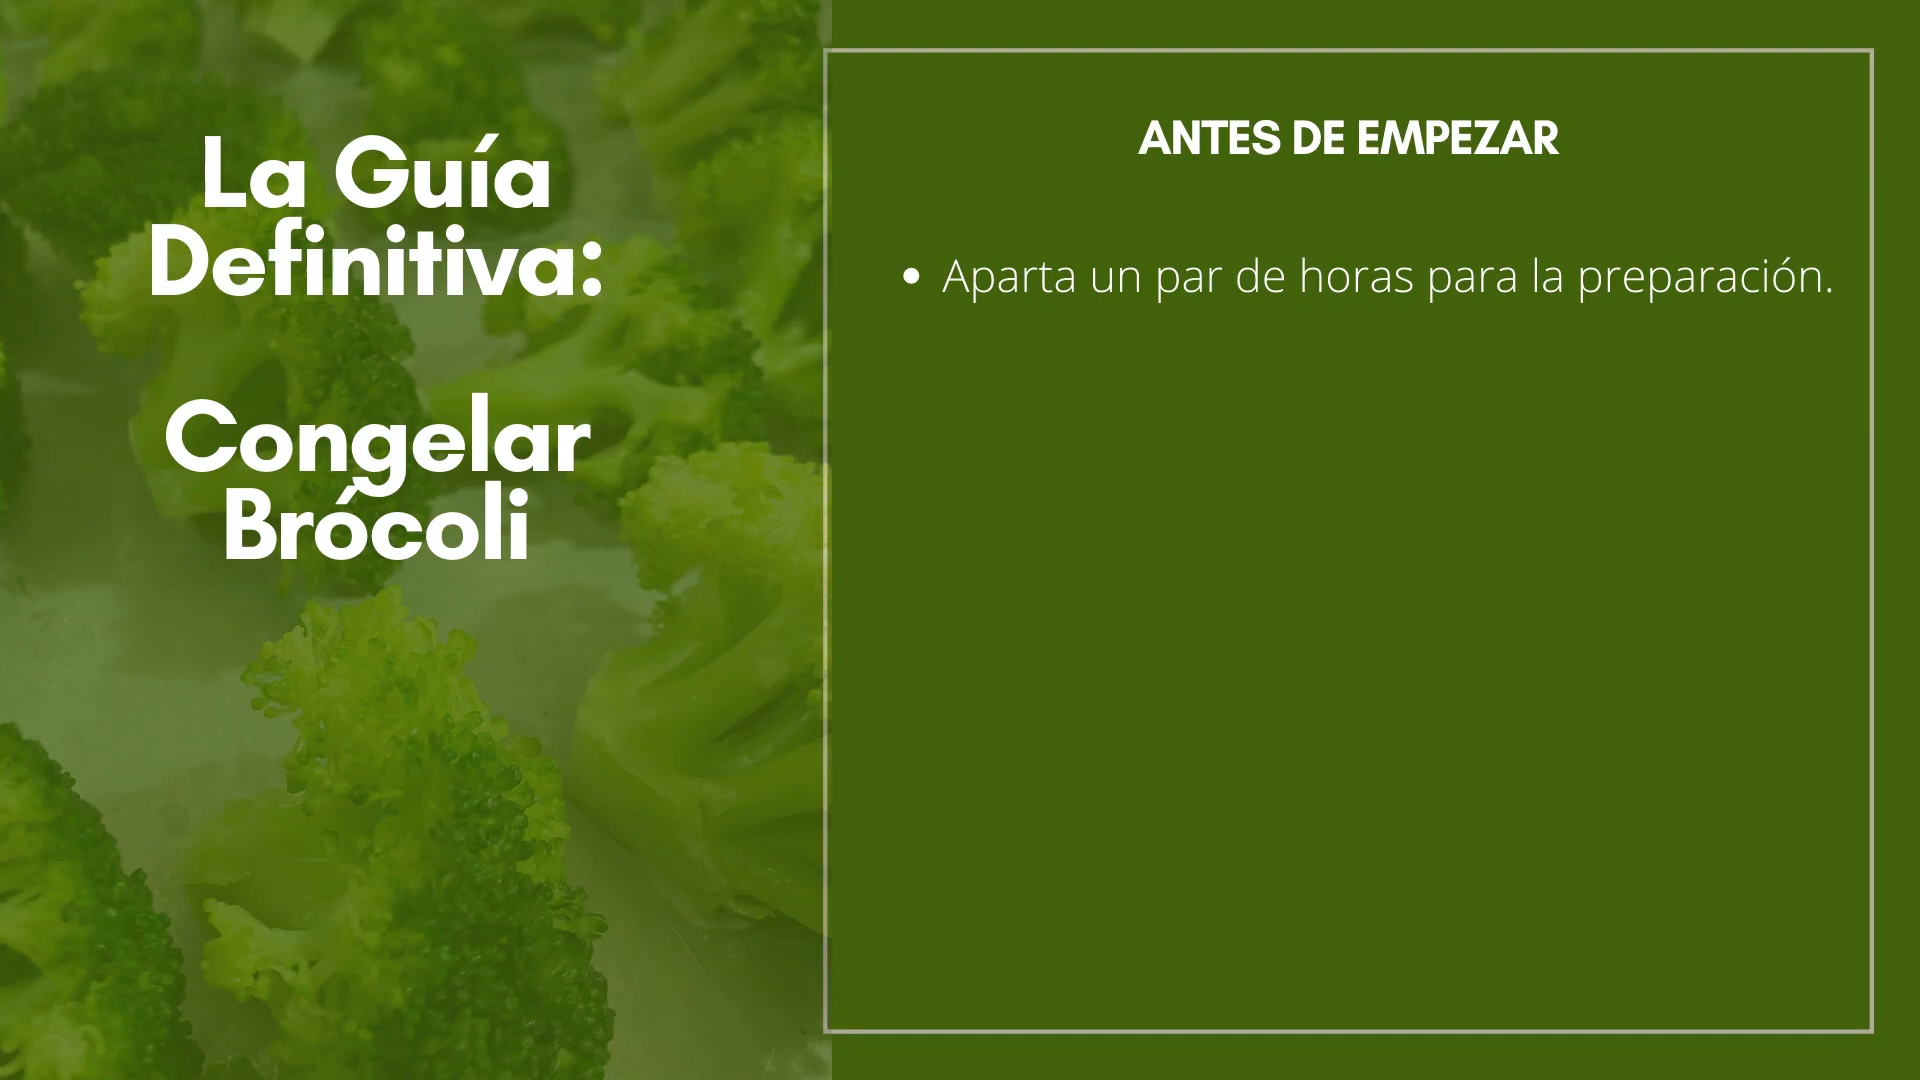 La Guía
Definitiva:
Congelar
Brócoli
ANTES DE EMPEZAR
• Aparta un par de horas para la preparación.